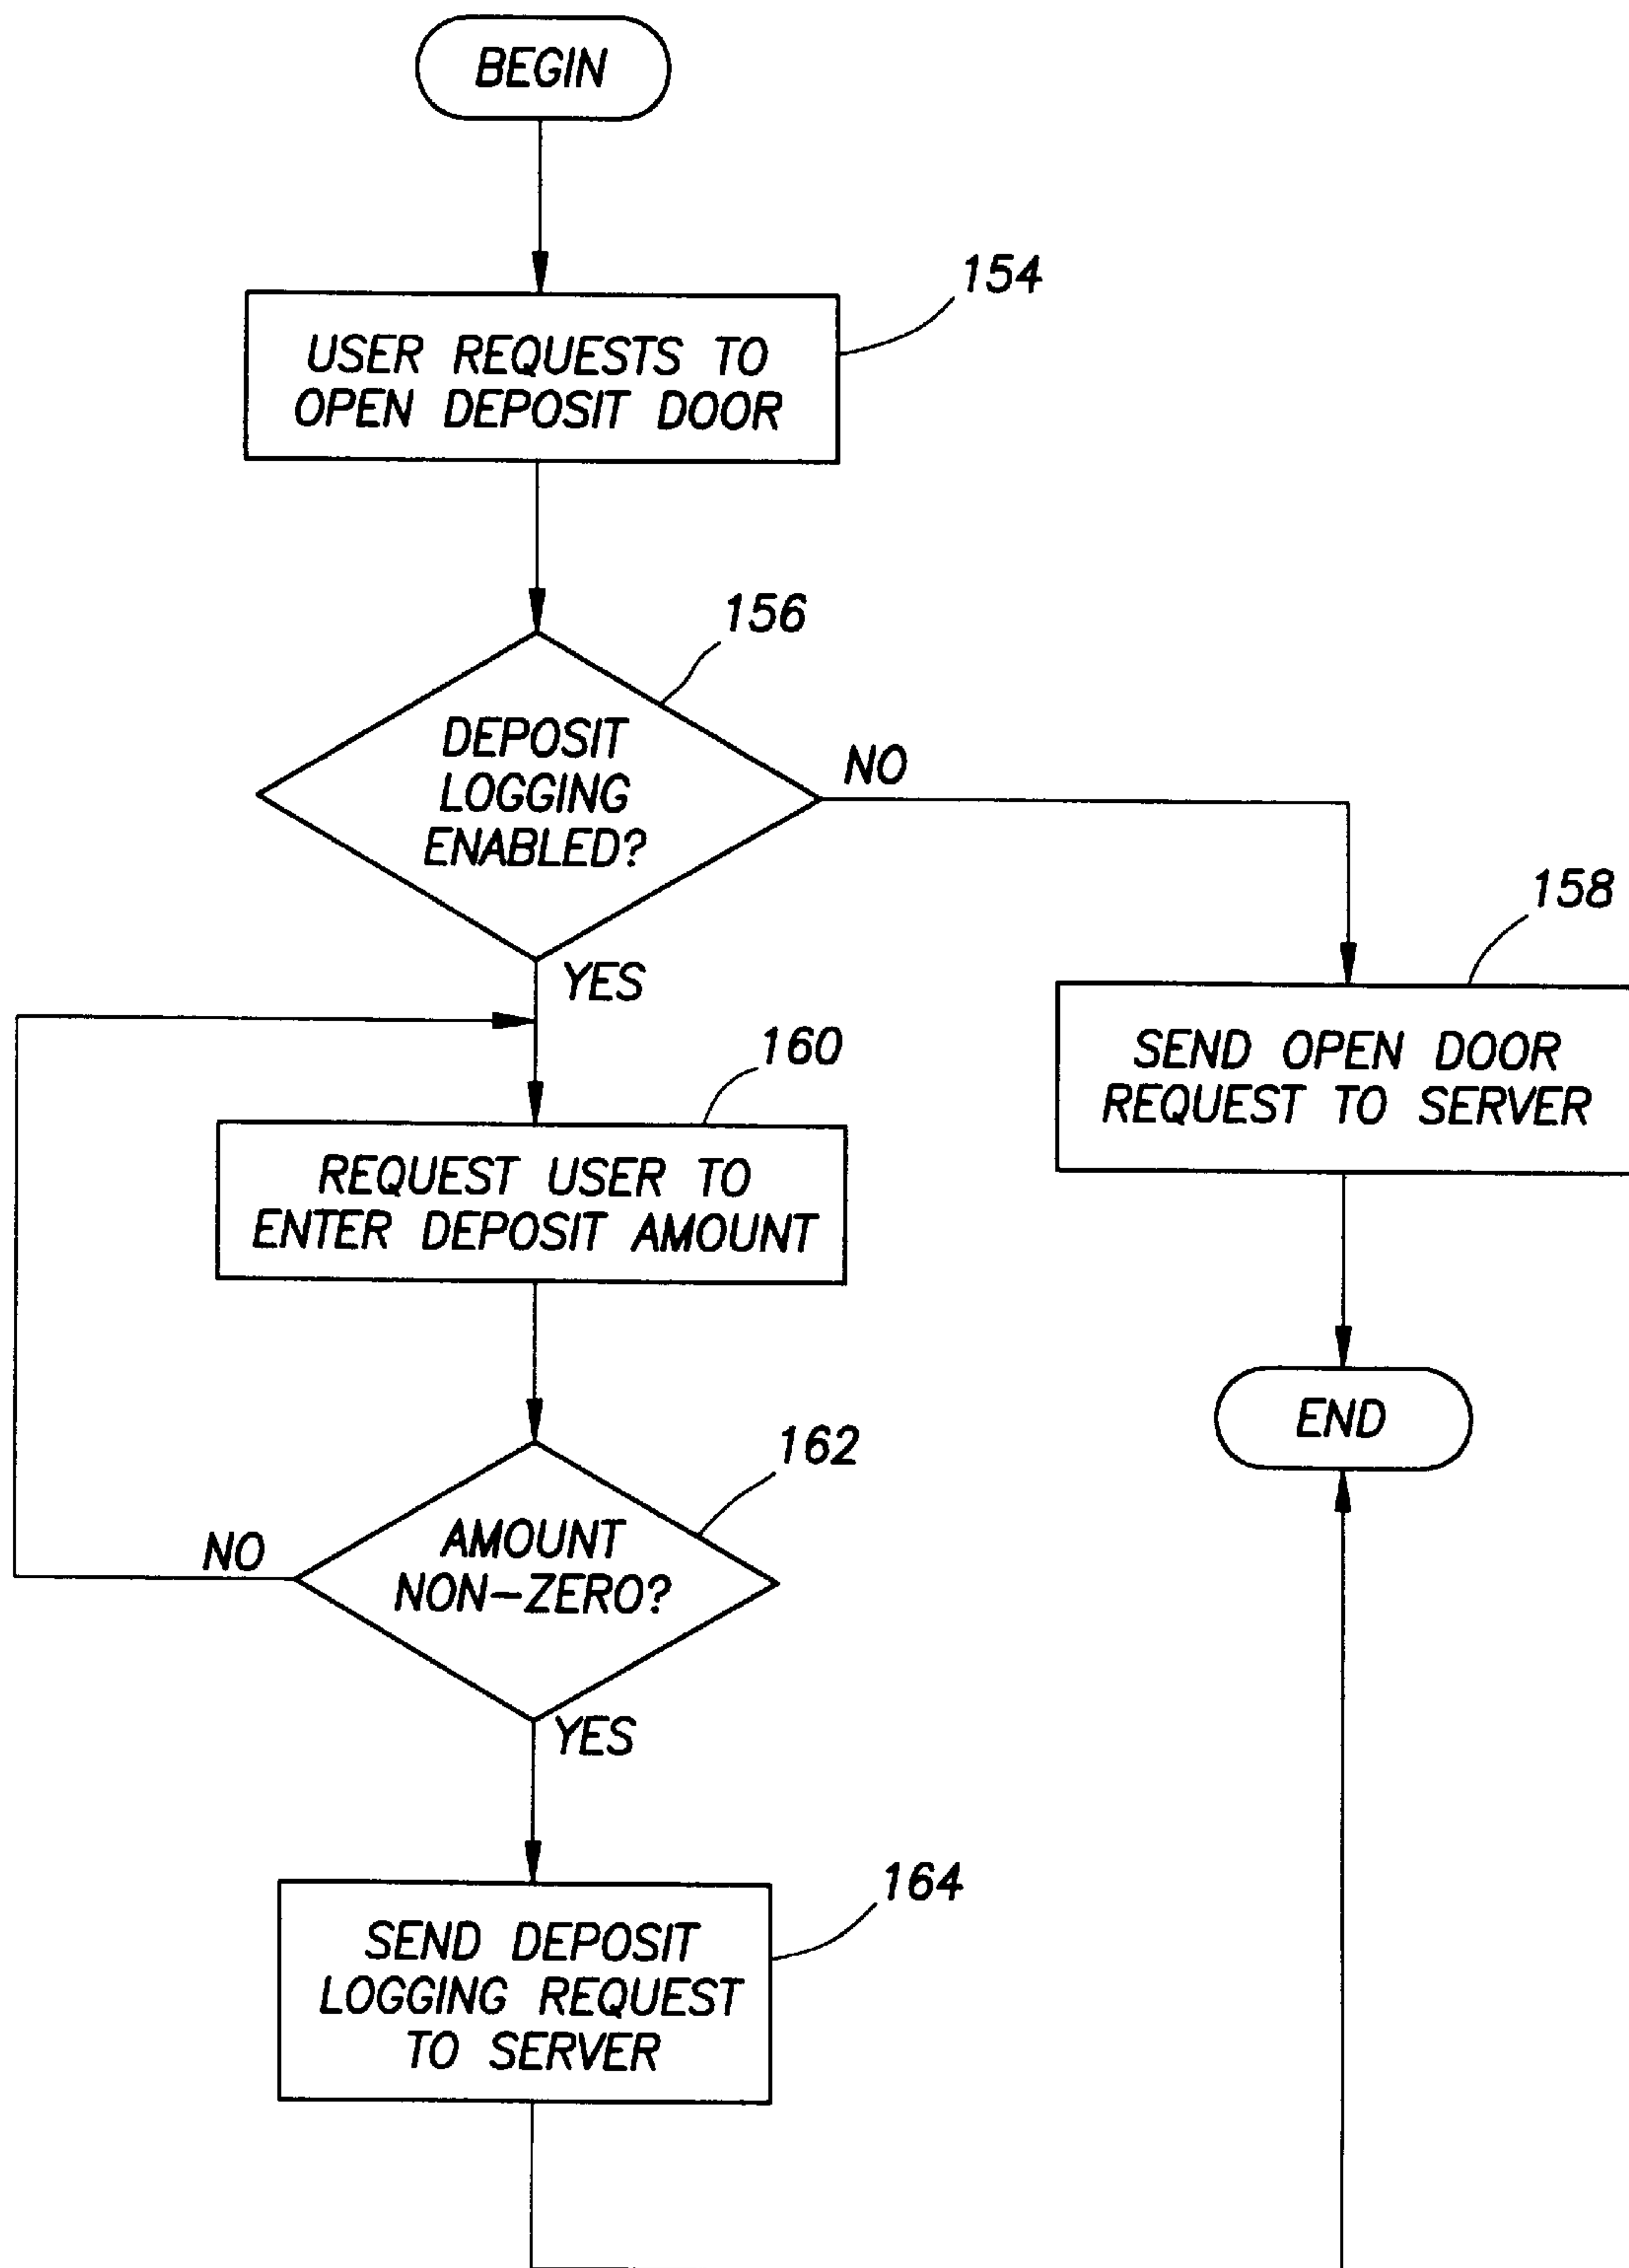 BEGIN
154
USER REQUESTS TO
OPEN DEPOSIT DOOR
156
DEPOSIT
LOGGING
ENABLED?
NO
YES
158
SEND OPEN DOOR
REQUEST TO SERVER
160
REQUEST USER TO
ENTER DEPOSIT AMOUNT
END
162
AMOUNT
NON-ZERO?
NO
YES
164
SEND DEPOSIT
LOGGING REQUEST
TO SERVER